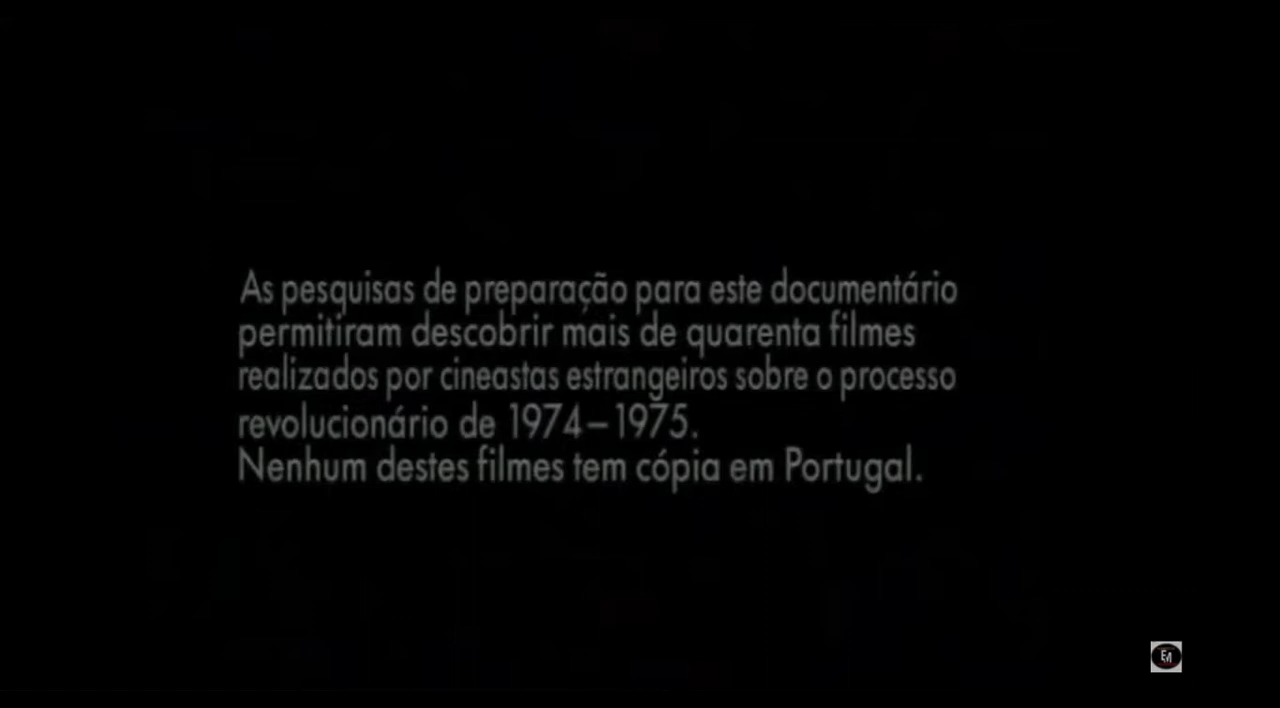 As pesquisas de preparação para este documentário
permitiram descobrir mais de quarenta filmes
realizados por cineastas estrangeiros sobre o processo
revolucionário de 1974–1975.
Nenhum destes filmes tem cópia em Portugal.